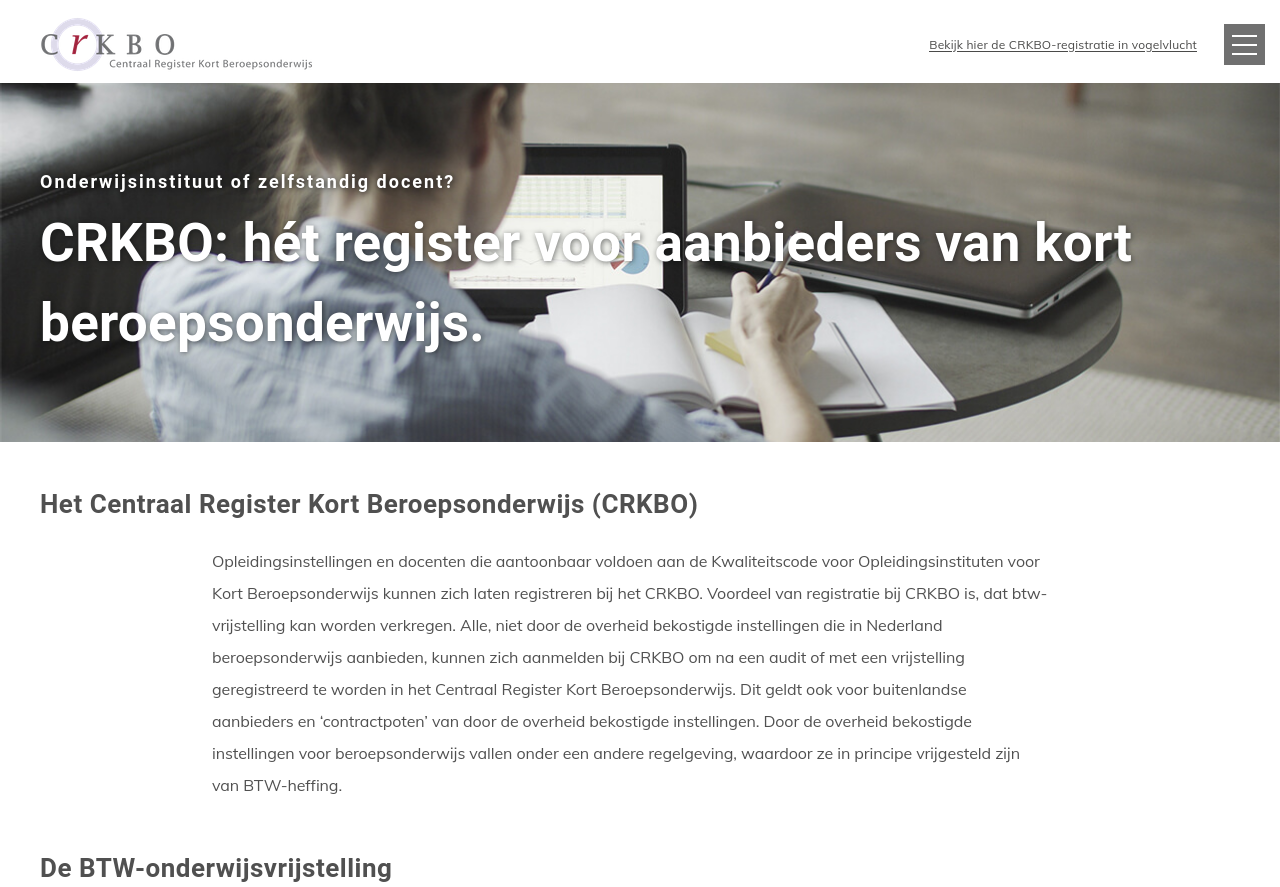 CrKBO
Centraal Register Kort Beroepsonderwijs
Bekijk hier de CRKBO-registratie in vogelvlucht
Onderwijsinstituut of zelfstandig docent?
CRKBO: hét register voor aanbieders van kort
beroepsonderwijs.
Het Centraal Register Kort Beroepsonderwijs (CRKBO)
Opleidingsinstellingen en docenten die aantoonbaar voldoen aan de Kwaliteitscode voor Opleidingsinstituten voor
Kort Beroepsonderwijs kunnen zich laten registreren bij het CRKBO. Voordeel van registratie bij CRKBO is, dat btw-
vrijstelling kan worden verkregen. Alle, niet door de overheid bekostigde instellingen die in Nederland
beroepsonderwijs aanbieden, kunnen zich aanmelden bij CRKBO om na een audit of met een vrijstelling
geregistreerd te worden in het Centraal Register Kort Beroepsonderwijs. Dit geldt ook voor buitenlandse
aanbieders en ‘contractpoten’ van door de overheid bekostigde instellingen. Door de overheid bekostigde
instellingen voor beroepsonderwijs vallen onder een andere regelgeving, waardoor ze in principe vrijgesteld zijn
van BTW-heffing.
De BTW-onderwijsvrijstelling